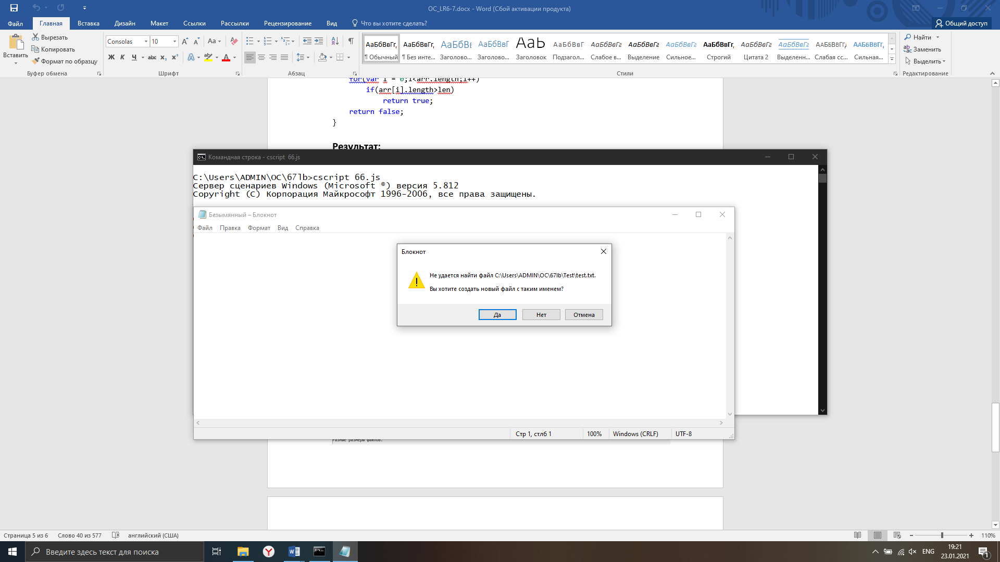 OC_LR6-7.docx - Word (Сбой активации продукта)
Файл
Главная
Вставка
Дизайн
Макет
Ссылки
Рассылки
Рецензирование
Вид
Что вы хотите сделать?
Общий доступ
Вставить
Вырезать
Копировать
Формат по образцу
Буфер обмена
Consolas
10
Шрифт
Абзац
АаБбВвГг,
¶ Обычный
АаБбВвГг,
¶ Без инте...
АаБбВв
Заголово...
АаБбВвГ
Заголово...
АаЬ
Заголовок
АаБбВвГ
Подзагол...
АаБбВвГг
Слабое в...
АаБбВвГг
Выделение
АаБбВвГг
Сильное...
АаБбВвГг,
Строгий
АаБбВвГг
Цитата 2
АаБбВвГг
Выделенн...
АаБбВвГг,
Слабая сс...
АаБбВвГг,
Сильная...
Стили
Найти
Заменить
Выделить
Редактирование
for(var i = 0;i<arr.length;i++)
if(arr[i].length>len)
return true;
return false;
}
Результат:
Командная строка - cscript 66.js
C:\Users\ADMIN\OC\67lb>cscript 66.js
Сервер сценариев Windows (Microsoft ®) версия 5.812
Copyright (C) Корпорация Майкрософт 1996-2006, все права защищены.
Безымянный – Блокнот
Файл Правка Формат Вид Справка
Блокнот
Не удается найти файл C:\Users\ADMIN\OC\67lb\Test\test.txt.
Вы хотите создать новый файл с таким именем?
Да
Нет
Отмена
Стр 1, стлб 1
100%
Windows (CRLF)
UTF-8
Разные размеры файлов.
Страница 5 из 6
Слово 40 из 577
английский (США)
110%
Введите здесь текст для поиска
ENG
19:21
23.01.2021
1